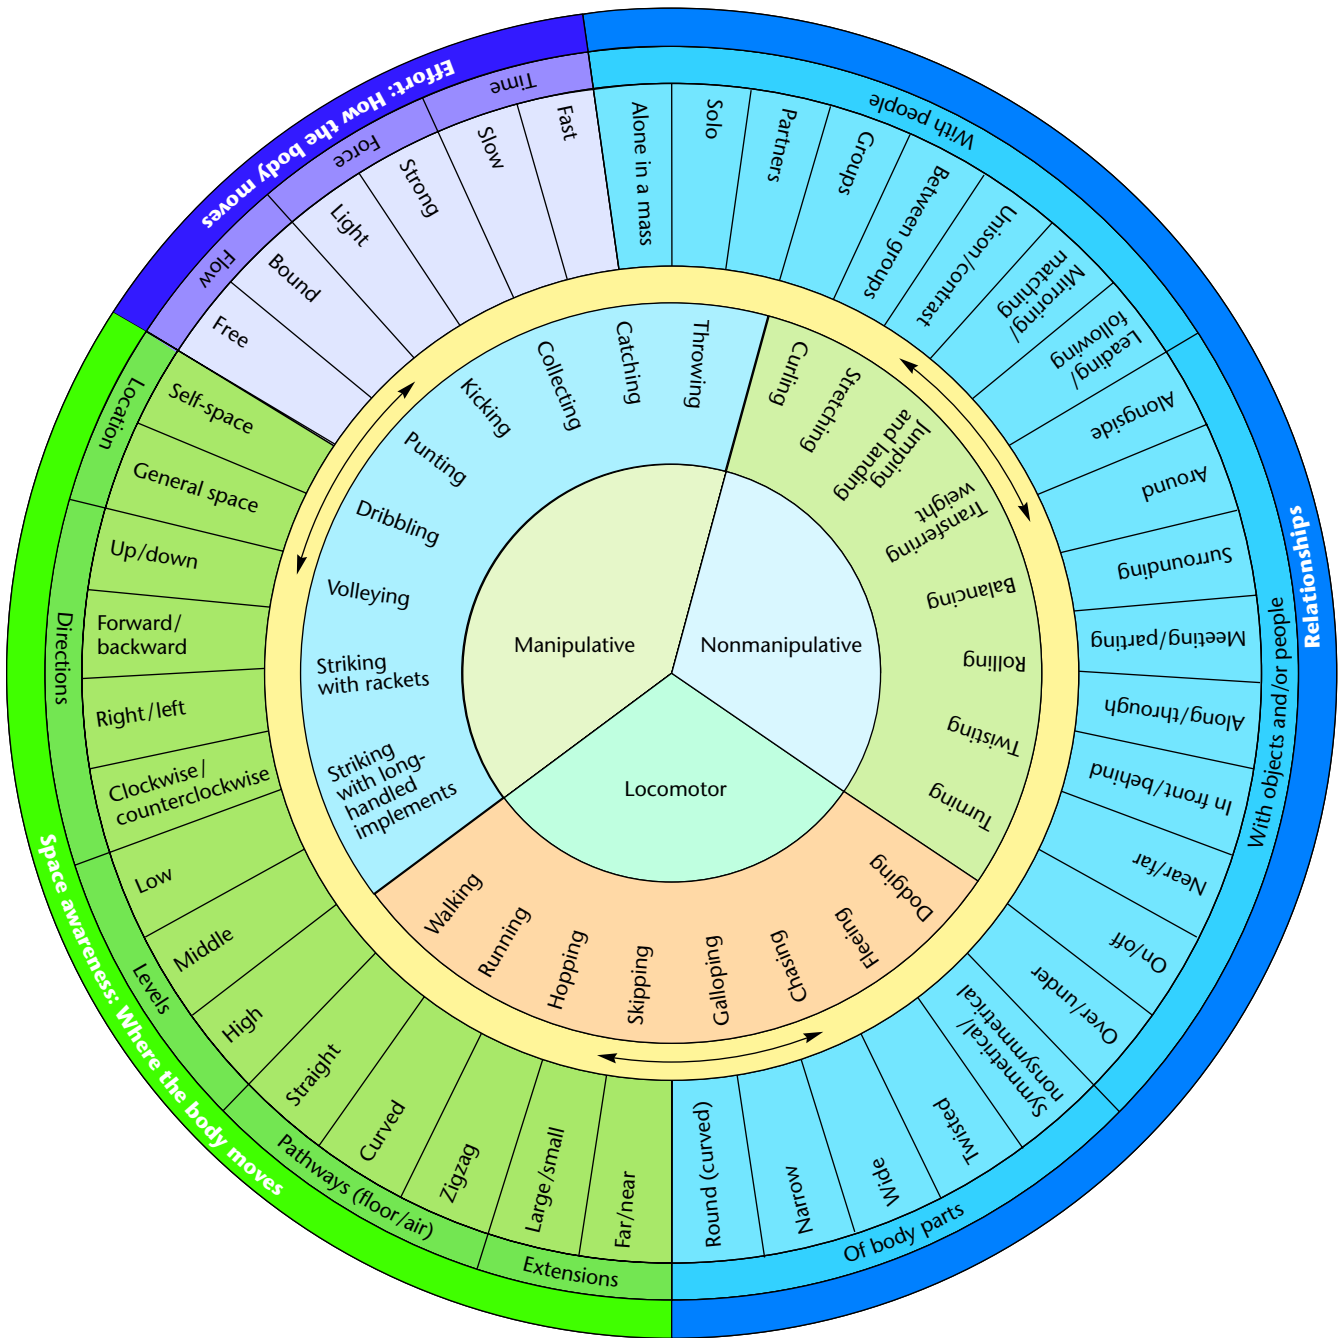 Effort: How the body moves
Time
Force
Flow
Fast
Slow
Strong
Light
Bound
Free
Relationships
With people
Alone in a mass
Solo
Partners
Groups
Between groups
Unison/contrast
Mirroring/
matching
Leading/
following
With objects and/or people
Alongside
Around
Surrounding
Meeting/parting
Along/through
In front/behind
Near/far
On/off
Over/under
Of body parts
Symmetrical/
nonsymmetrical
Twisted
Wide
Narrow
Round (curved)
Space awareness: Where the body moves
Location
Self-space
General space
Directions
Up/down
Forward/
backward
Right/left
Clockwise/
counterclockwise
Levels
Low
Middle
High
Pathways (floor/air)
Straight
Curved
Zigzag
Extensions
Large/small
Far/near
Manipulative
Throwing
Catching
Collecting
Kicking
Punting
Dribbling
Volleying
Striking
with rackets
Striking
with long-
handled
implements
Nonmanipulative
Curling
Stretching
Jumping
and landing
Transferring
weight
Balancing
Rolling
Twisting
Turning
Locomotor
Walking
Running
Hopping
Skipping
Galloping
Chasing
Fleeing
Dodging